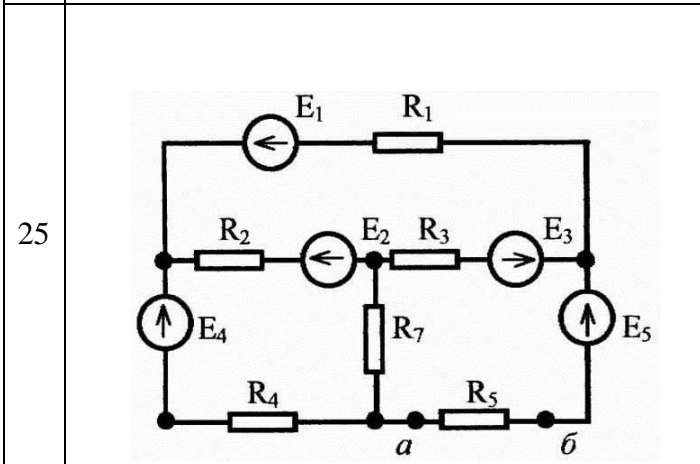 E₁ R₁
25
R₂ E₂ R₃ E₃
E₄ R₇ E₅
R₄ R₅
а б